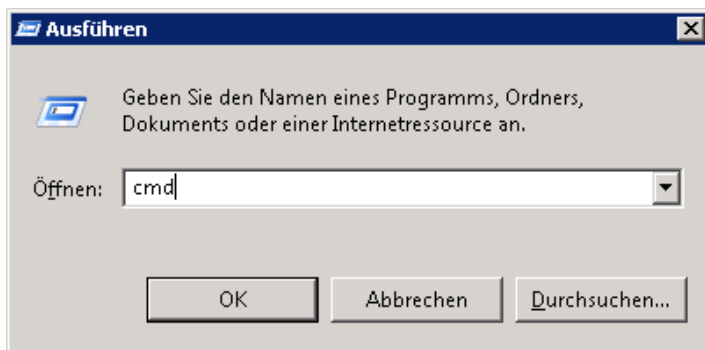 Ausführen
Geben Sie den Namen eines Programms, Ordners,
Dokuments oder einer Internetressource an.
Öffnen: cmd
OK Abbrechen Durchsuchen...